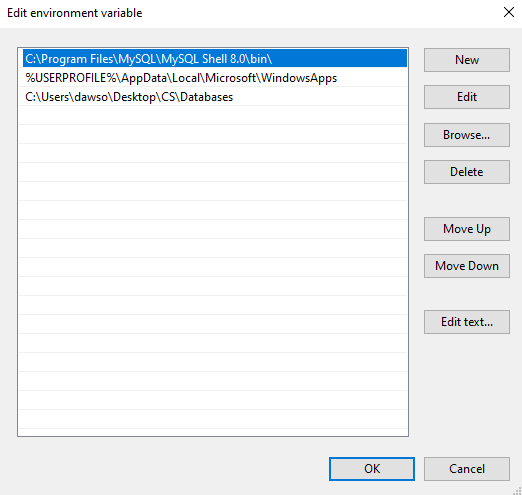 Edit environment variable
C:\Program Files\MySQL\MySQL Shell 8.0\bin\
%USERPROFILE%\AppData\Local\Microsoft\WindowsApps
C:\Users\dawso\Desktop\CS\Databases
New
Edit
Browse...
Delete
Move Up
Move Down
Edit text...
OK
Cancel